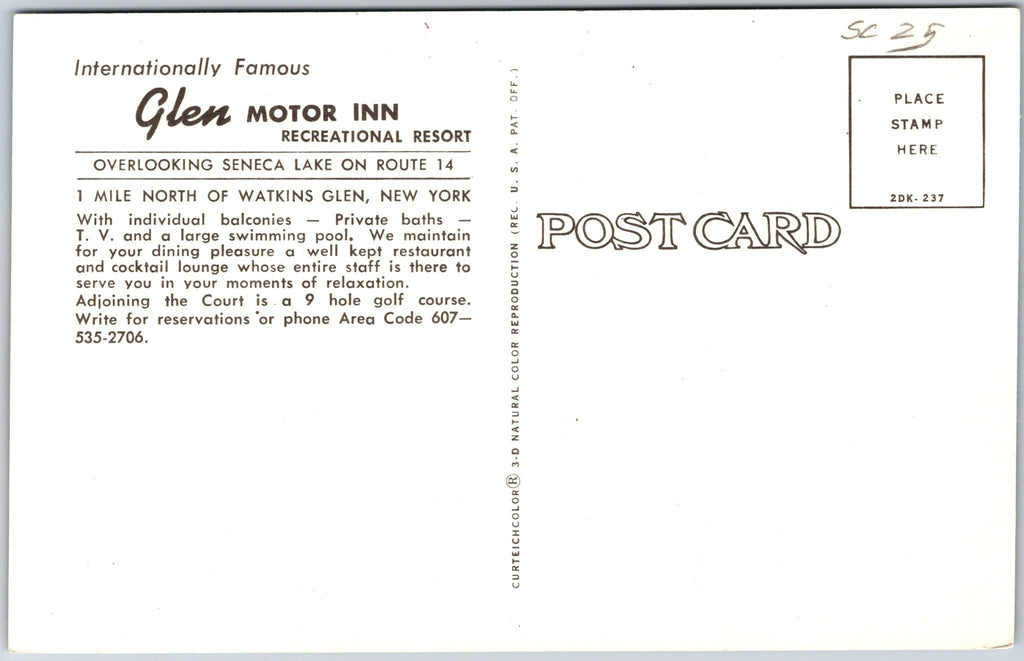 Internationally Famous
Glen MOTOR INN
RECREATIONAL RESORT
OVERLOOKING SENECA LAKE ON ROUTE 14
1 MILE NORTH OF WATKINS GLEN, NEW YORK
With individual balconies — Private baths —
T. V. and a large swimming pool. We maintain
for your dining pleasure a well kept restaurant
and cocktail lounge whose entire staff is there to
serve you in your moments of relaxation.
Adjoining the Court is a 9 hole golf course.
Write for reservations or phone Area Code 607—
535-2706.
CURTEICHCOLOR® 3-D NATURAL COLOR REPRODUCTION (REC. U. S. A. PAT. OFF.)
POST CARD
SC 25
PLACE
STAMP
HERE
2DK-237